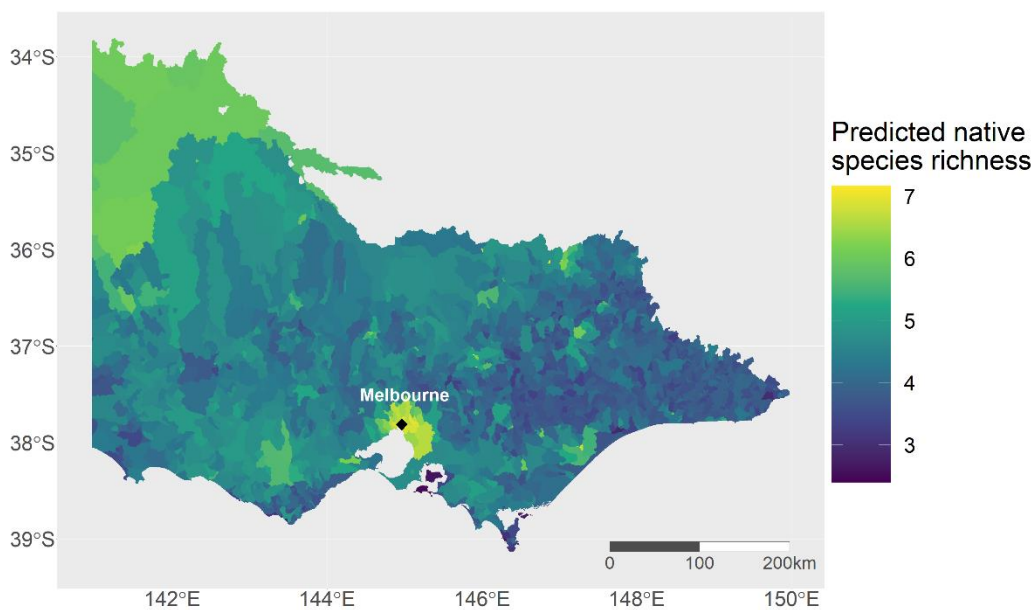 34°S
35°S
36°S
37°S
38°S
39°S
Melbourne
0 100 200km
142°E 144°E 146°E 148°E 150°E
Predicted native
species richness
7
6
5
4
3